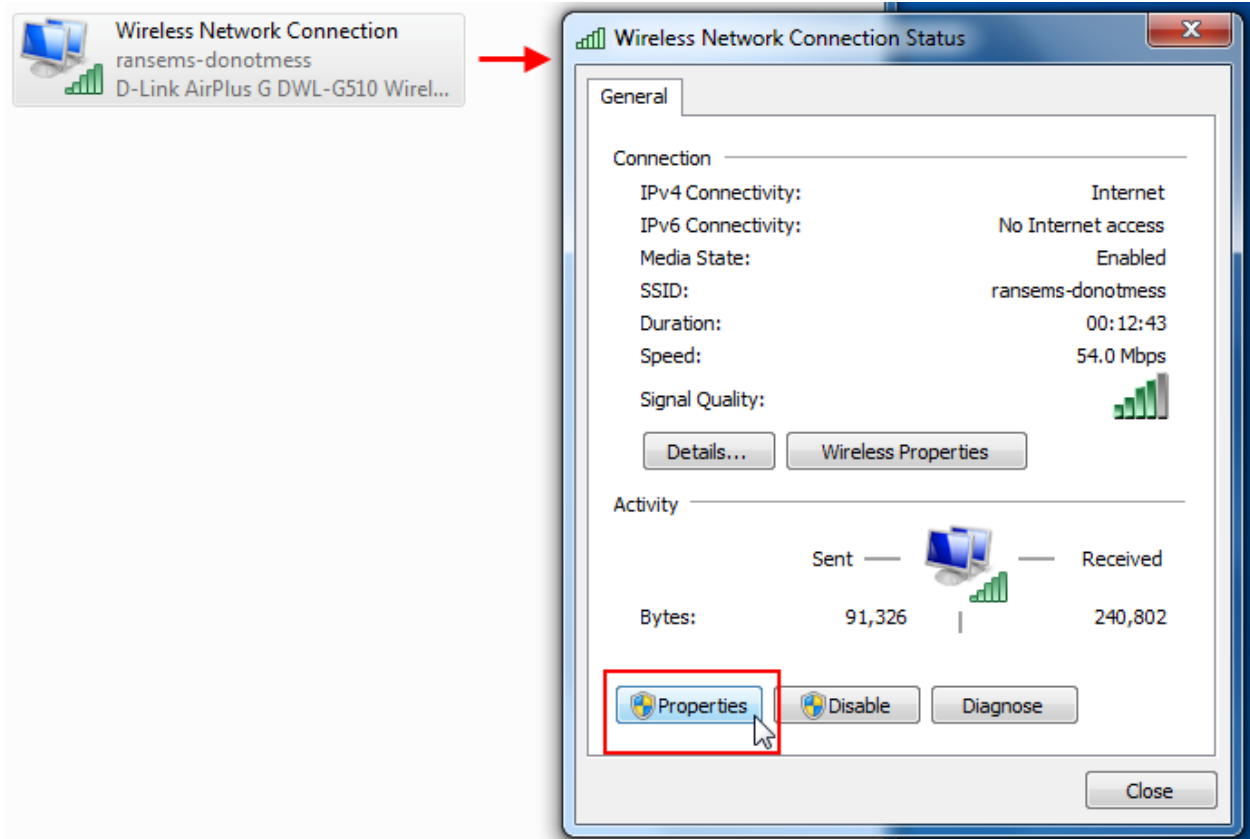 Wireless Network Connection
ransems-donotmess
D-Link AirPlus G DWL-G510 Wirel...
Wireless Network Connection Status
General
Connection
IPv4 Connectivity: Internet
IPv6 Connectivity: No Internet access
Media State: Enabled
SSID: ransems-donotmess
Duration: 00:12:43
Speed: 54.0 Mbps
Signal Quality:
Details... Wireless Properties
Activity
Sent Received
Bytes: 91,326 240,802
Properties Disable Diagnose
Close